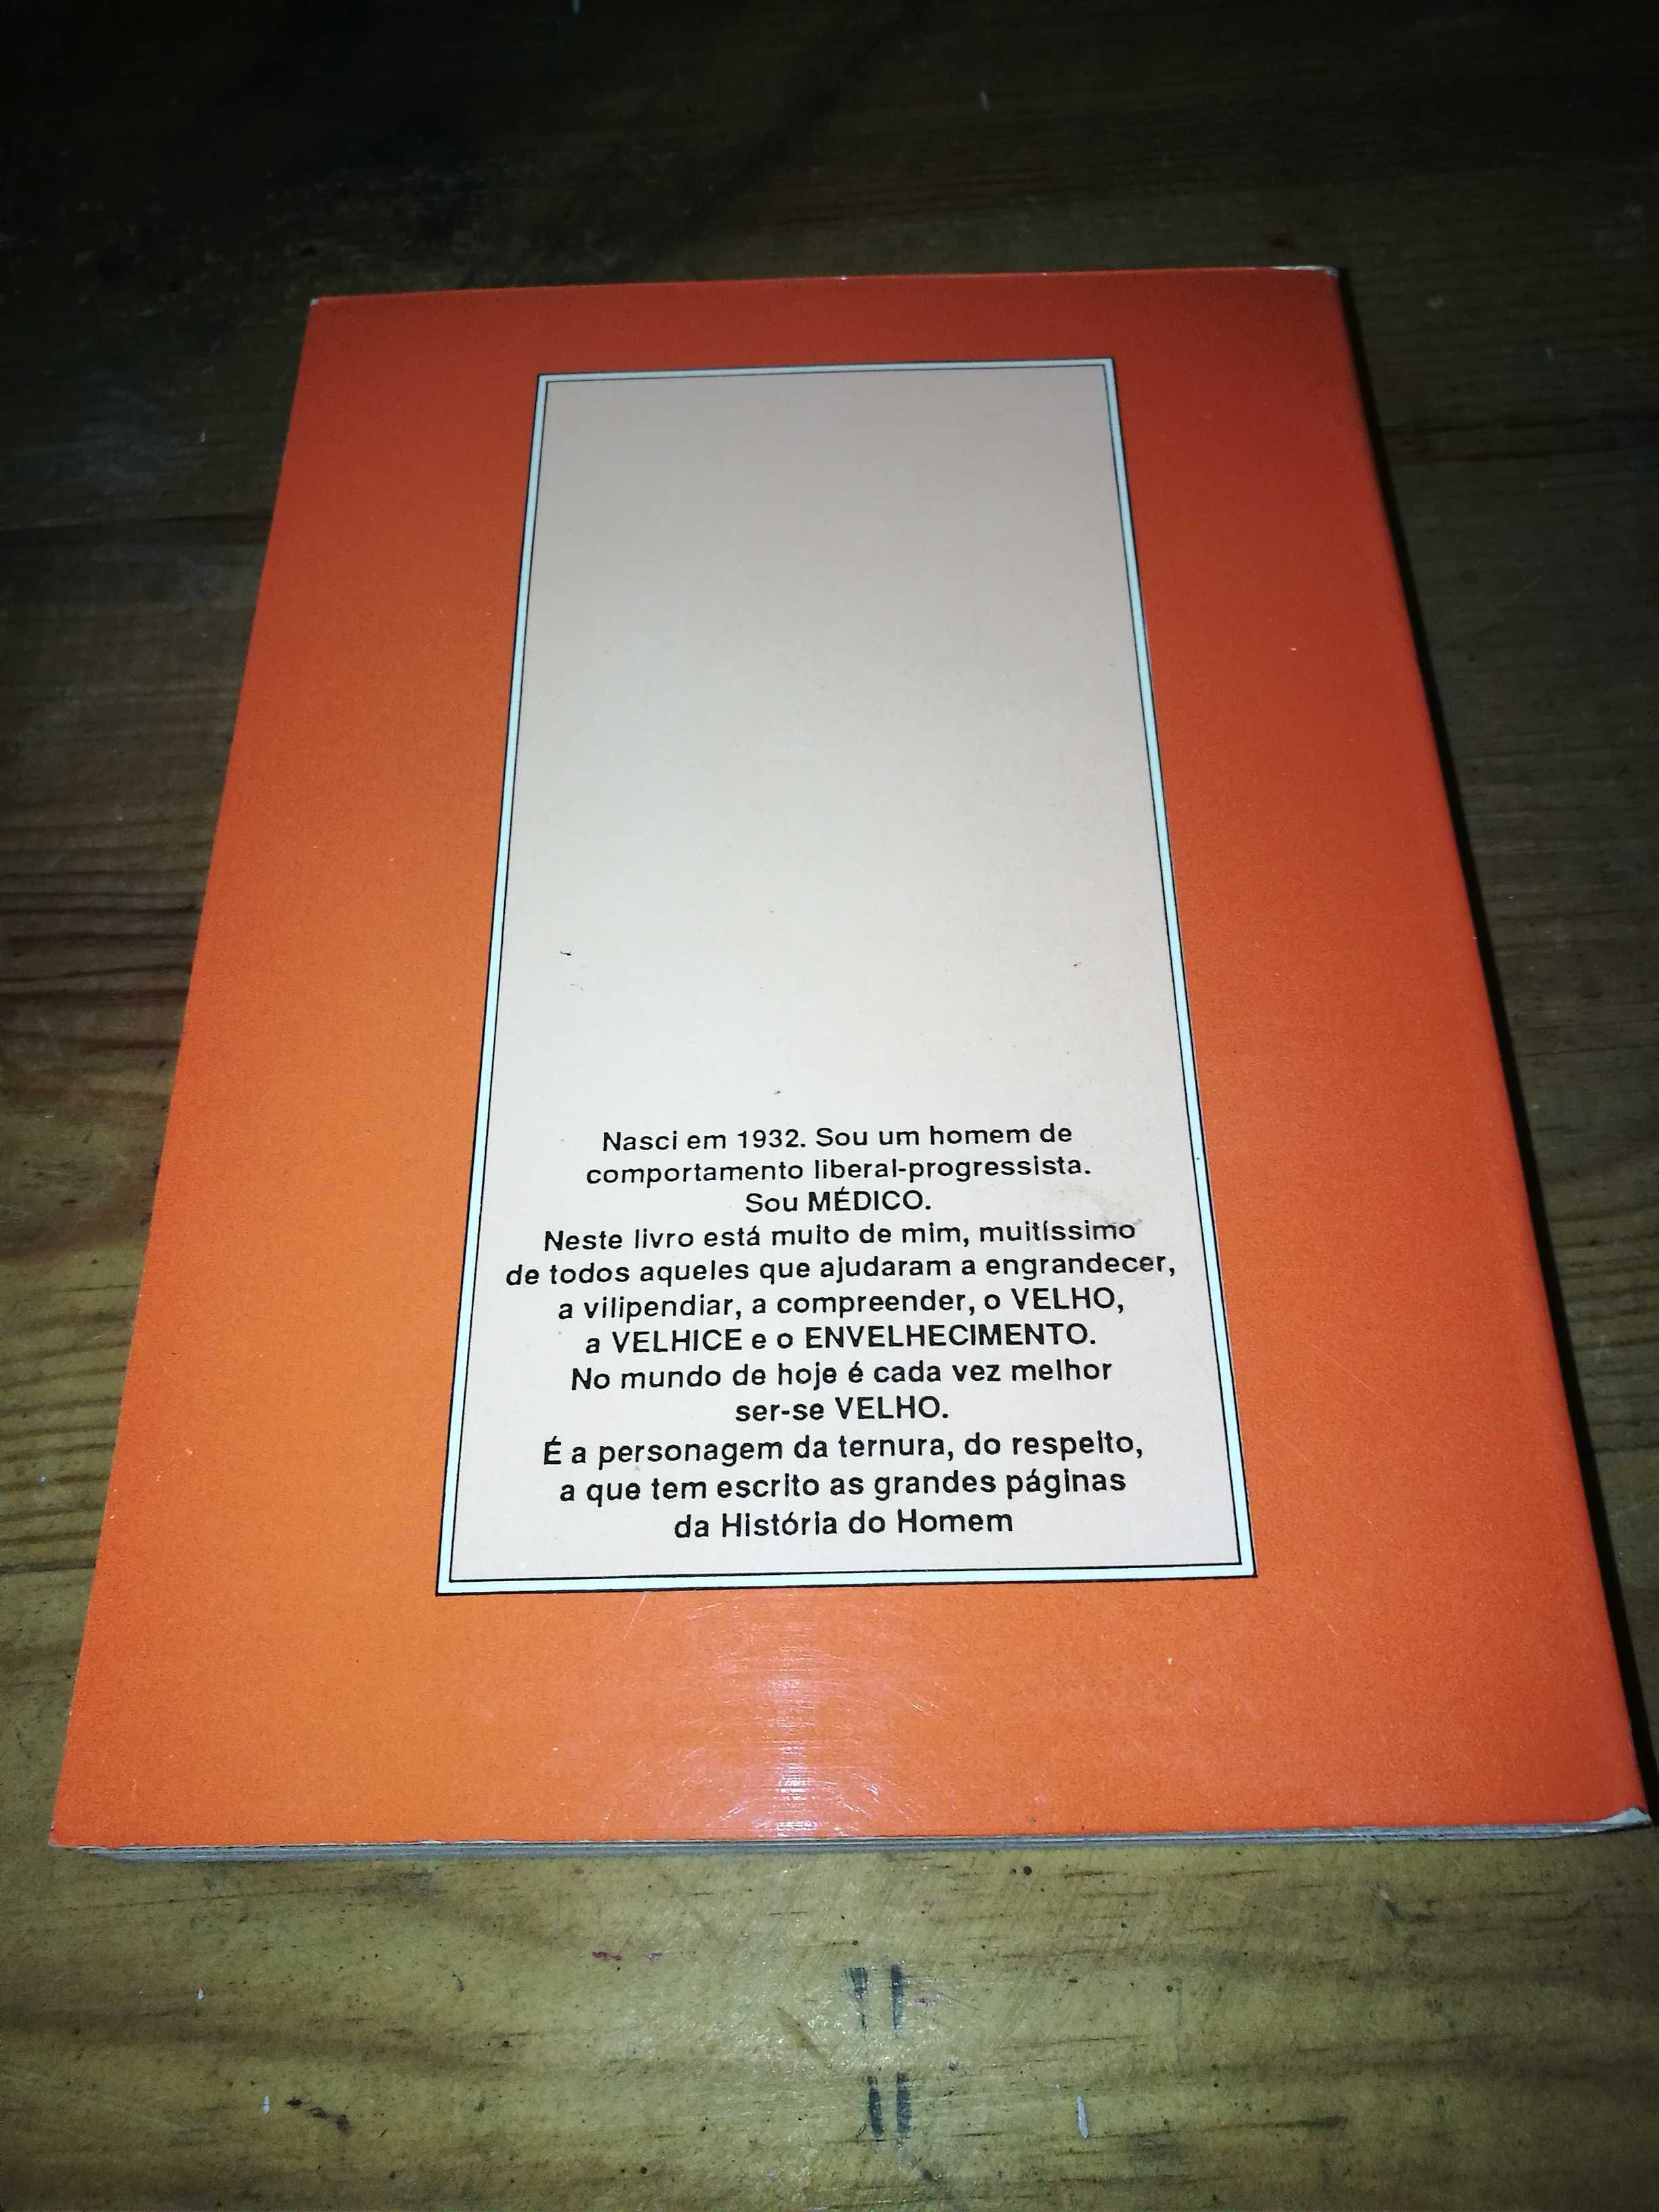 Nasci em 1932. Sou um homem de
comportamento liberal-progressista.
Sou MÉDICO.
Neste livro está muito de mim, muitíssimo
de todos aqueles que ajudaram a engrandecer,
a vilipendiar, a compreender, o VELHO,
a VELHICE e o ENVELHECIMENTO.
No mundo de hoje é cada vez melhor
ser-se VELHO.
É a personagem da ternura, do respeito,
a que tem escrito as grandes páginas
da História do Homem